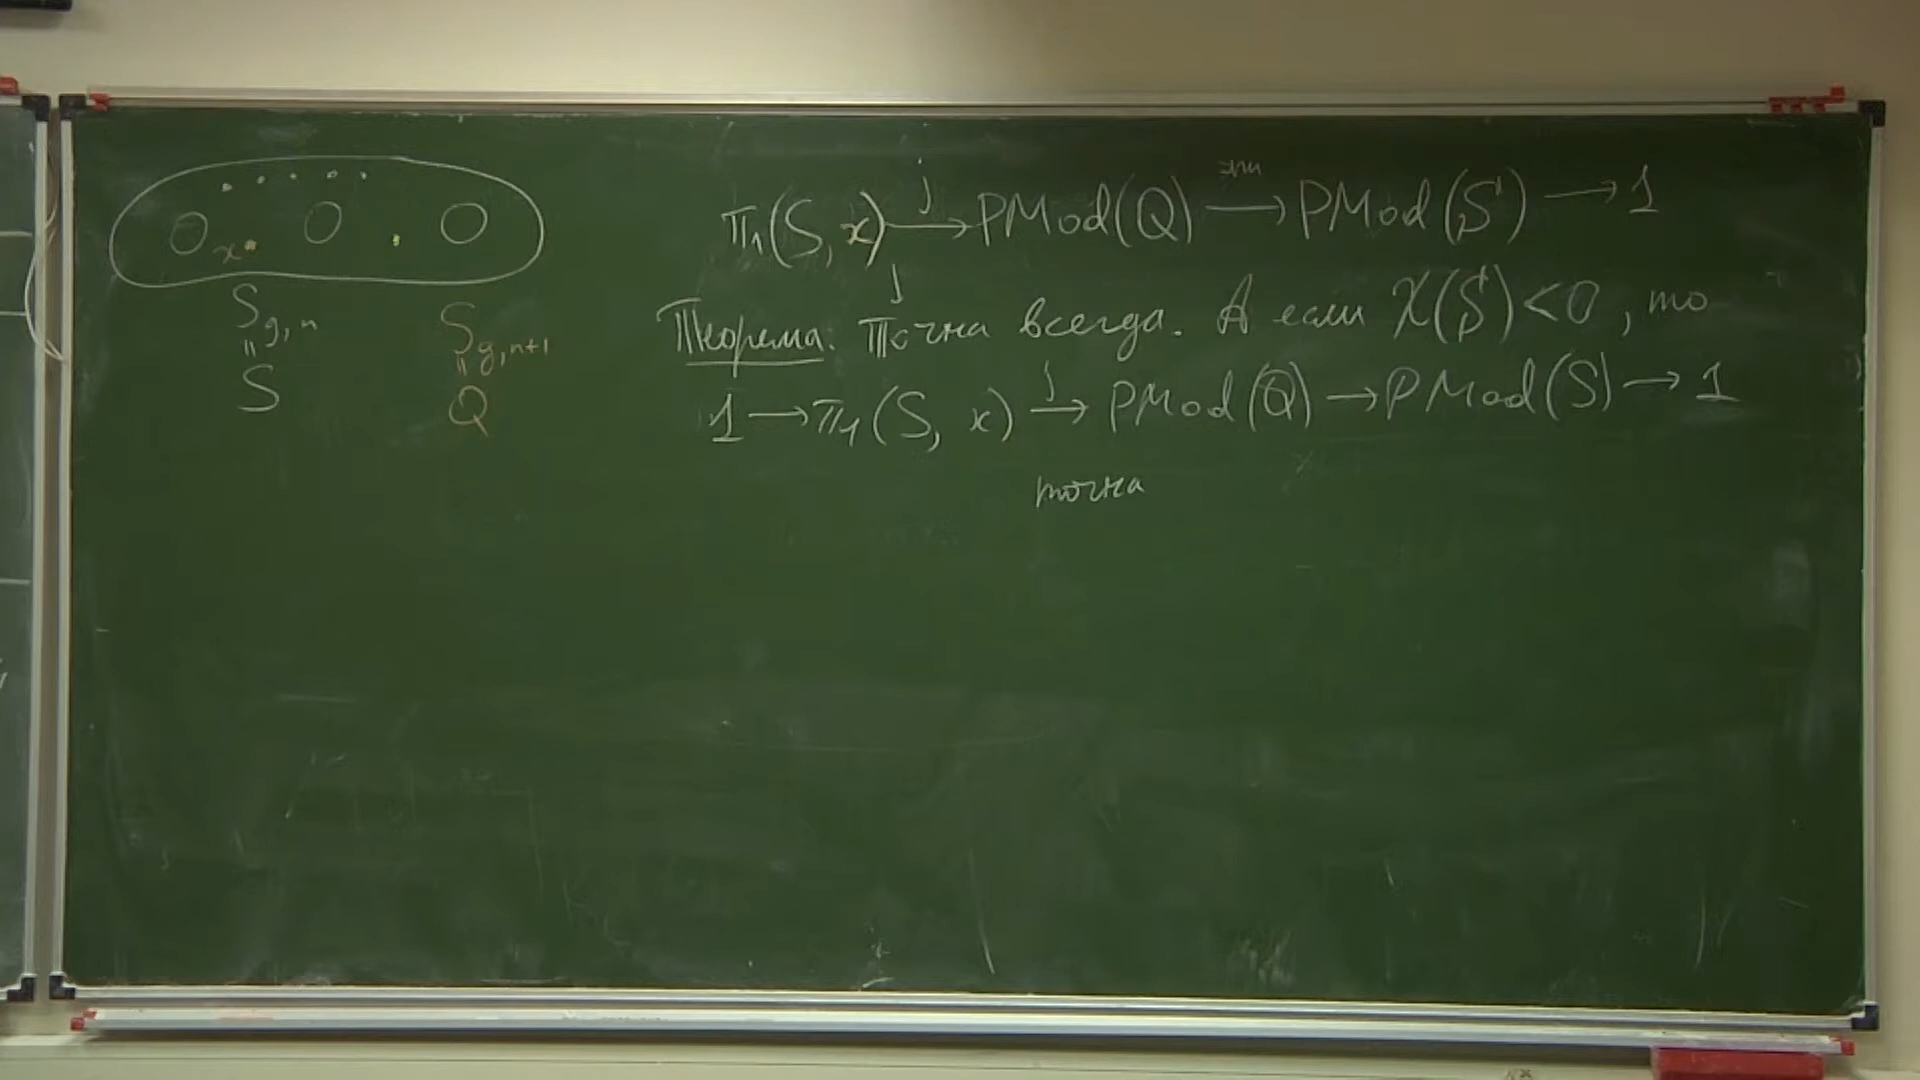 x
S_{g,n}
=
S
S_{g,n+1}
=
Q
π₁(S, x) —j→ PMod(Q) —эпи→ PMod(S) → 1
Теорема: Точна всегда. А если χ(S) < 0, то
1 → π₁(S, x) —j→ PMod(Q) → PMod(S) → 1
точна